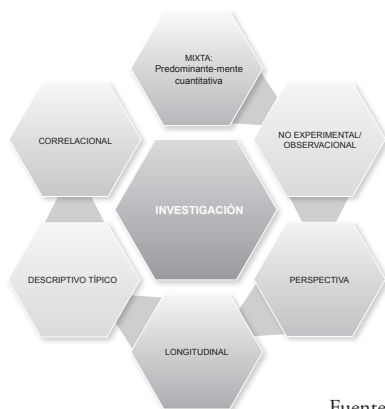 MIXTA:
Predominante-mente
cuantitativa
NO EXPERIMENTAL/
OBSERVACIONAL
CORRELACIONAL
INVESTIGACIÓN
DESCRIPTIVO TÍPICO
PERSPECTIVA
LONGITUDINAL
Fuente